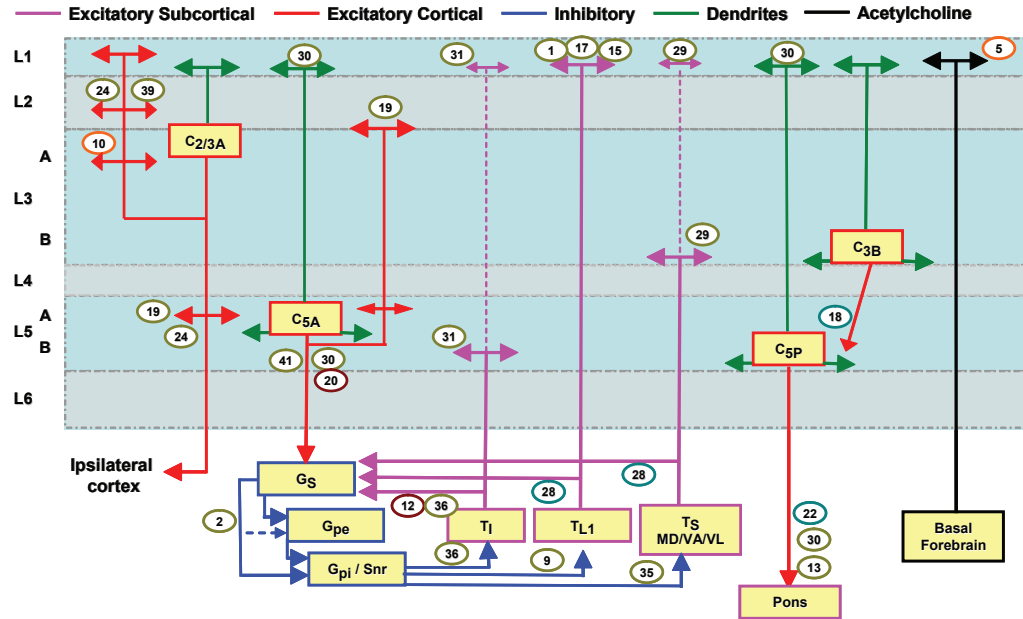 Excitatory Subcortical Excitatory Cortical Inhibitory Dendrites Acetylcholine
L1 30 31 1 17 15 29 30 5
24 39
L2 19
10 C2/3A
A
L3
B 29 C3B
L4
A 19 C5A 18
L5 24 31 C5P
B 41 30
20
L6
Ipsilateral
cortex
GS 28 28
12 36 22
2 Gpe TI TL1 TS
MD/VA/VL 30 Basal
Forebrain
36 9 35 13
Gpi / Snr
Pons